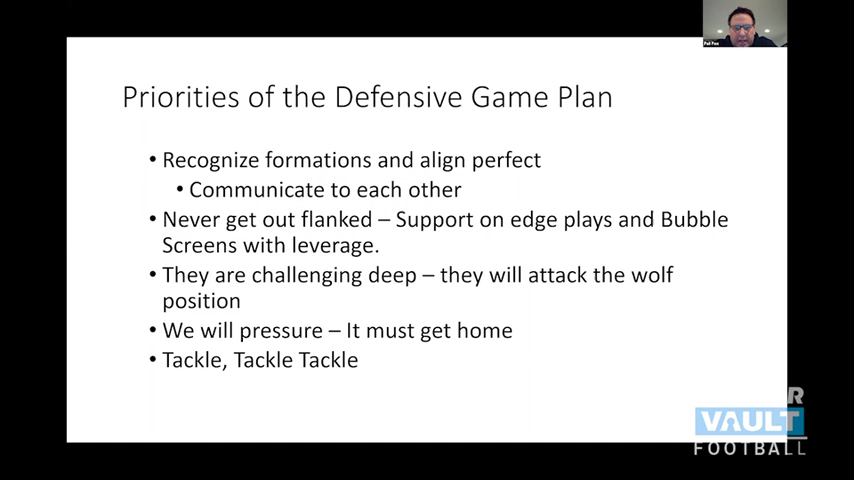 Pat Pen
Priorities of the Defensive Game Plan
• Recognize formations and align perfect
• Communicate to each other
• Never get out flanked – Support on edge plays and Bubble
Screens with leverage.
• They are challenging deep – they will attack the wolf
position
• We will pressure – It must get home
• Tackle, Tackle Tackle
R
VAULT
FOOTBALL